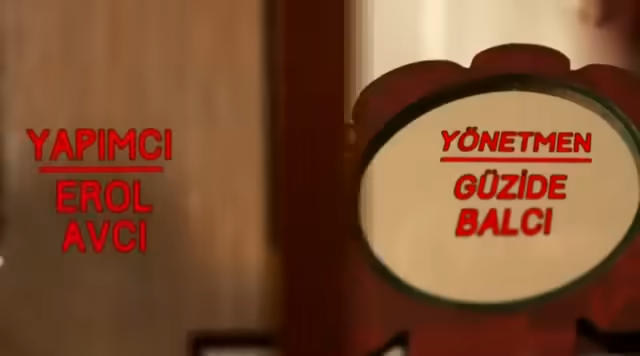 YAPIMCI
EROL
AVCI
YÖNETMEN
GÜZİDE
BALCI